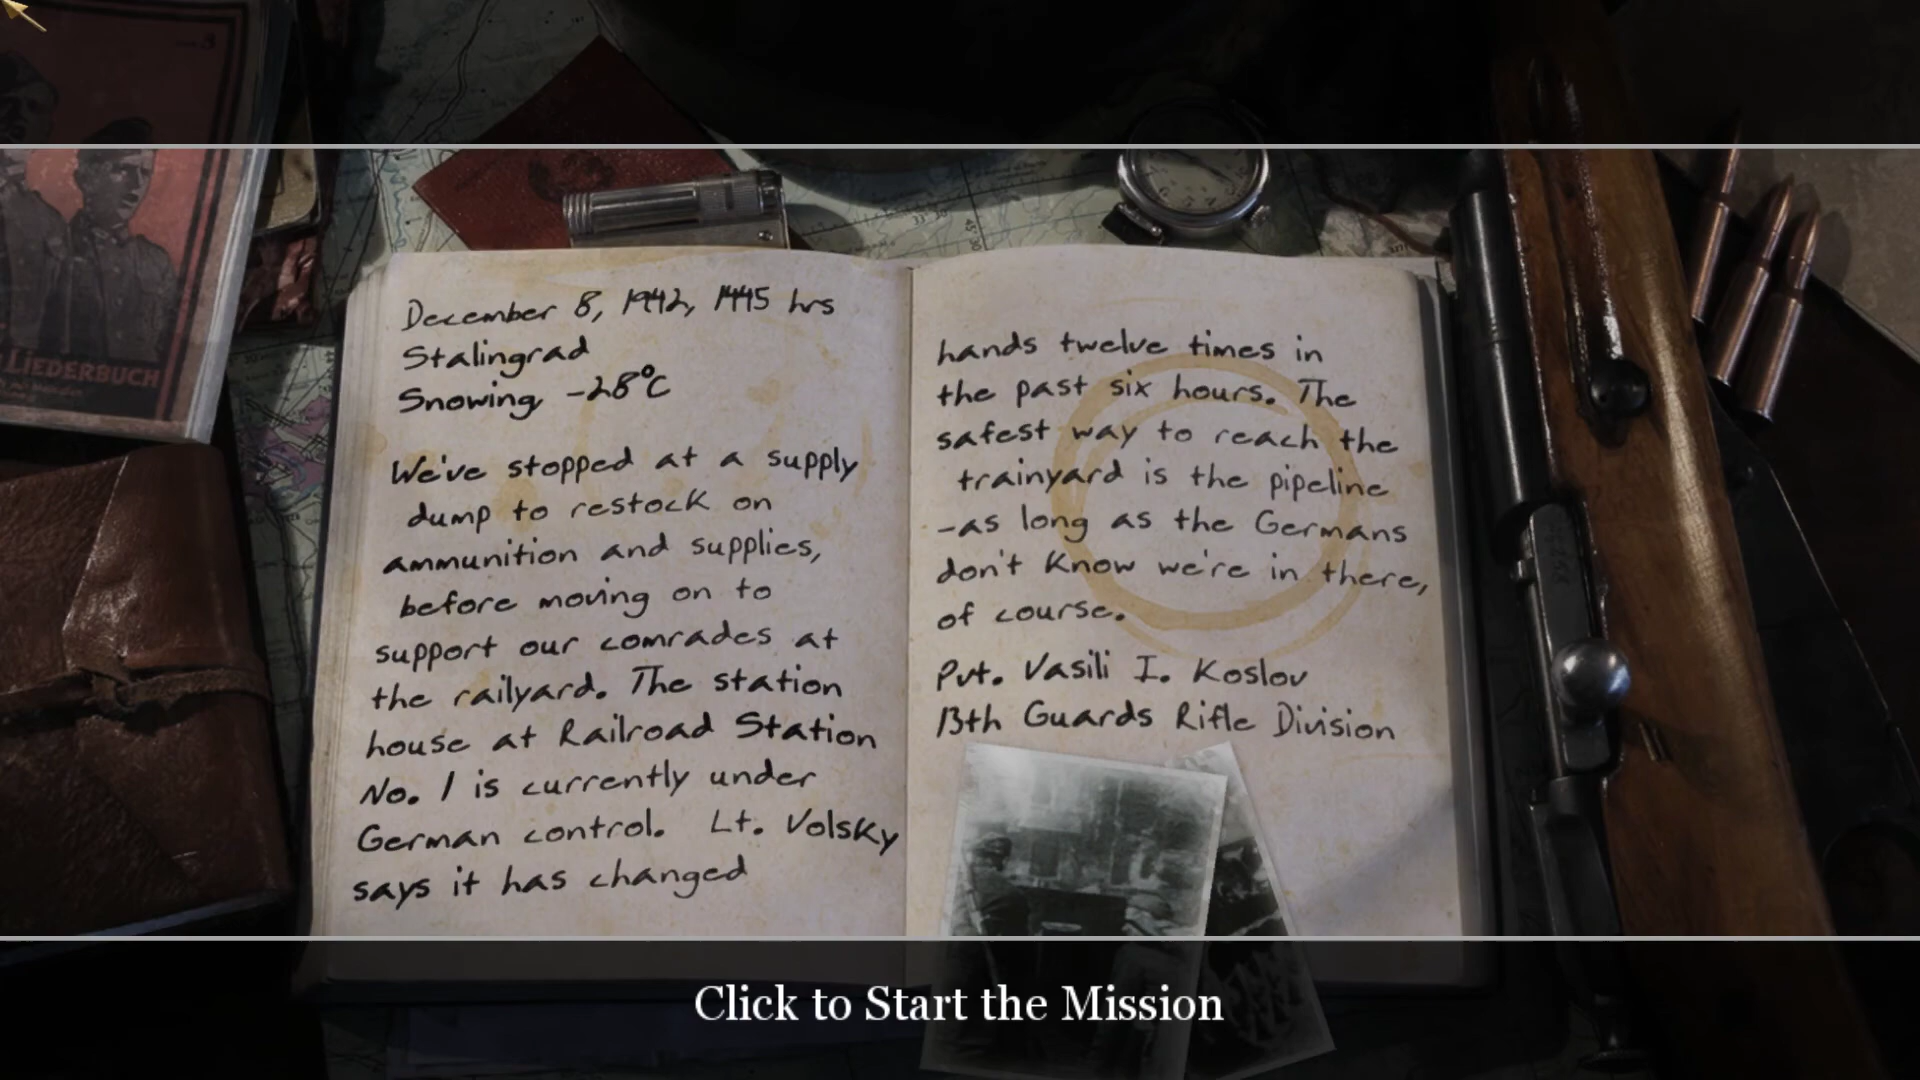 LIEDERBUCH
December 8, 1942, 1445 hrs
Stalingrad
Snowing, -28°C
We've stopped at a supply
dump to restock on
ammunition and supplies,
before moving on to
support our comrades at
the railyard. The station
house at Railroad Station
No. 1 is currently under
German control. Lt. Volsky
says it has changed
hands twelve times in
the past six hours. The
safest way to reach the
trainyard is the pipeline
-as long as the Germans
don't know we're in there,
of course.
Pvt. Vasili I. Koslov
13th Guards Rifle Division
Click to Start the Mission